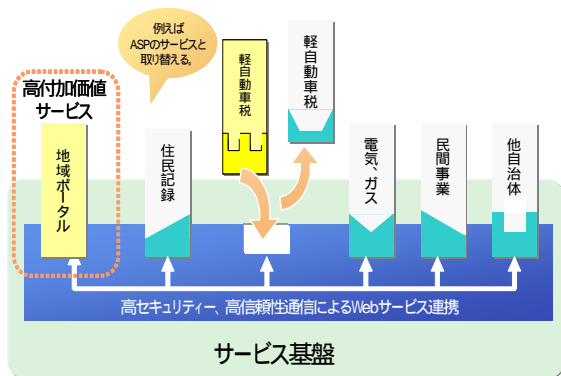 例えば
ASPのサービスと
取り替える。
高付加価値
サービス
地域ポータル
住民記録
軽自動車税
軽自動車税
電気、ガス
民間事業
他自治体
高セキュリティー、高信頼性通信によるWebサービス連携
サービス基盤